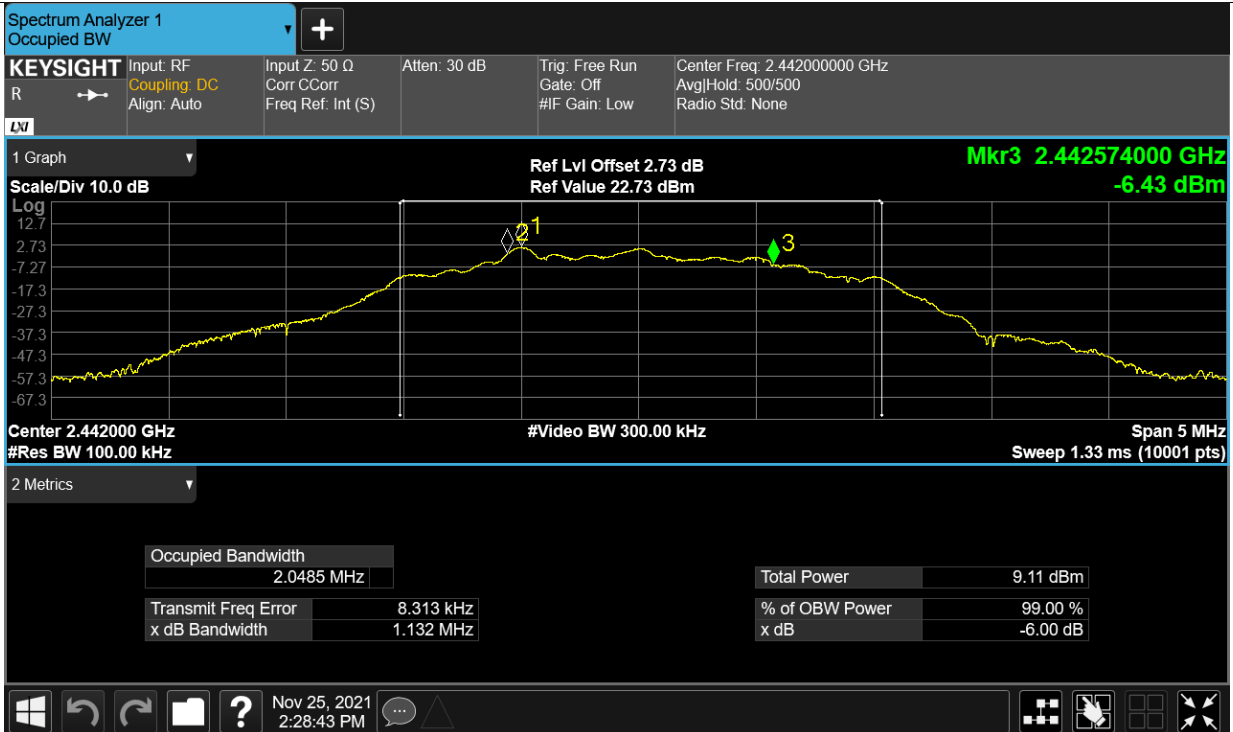 Spectrum Analyzer 1
Occupied BW
▼
+
KEYSIGHT
R
LXI
Input: RF
Coupling: DC
Align: Auto
Input Z: 50 Ω
Corr CCorr
Freq Ref: Int (S)
Atten: 30 dB
Trig: Free Run
Gate: Off
#IF Gain: Low
Center Freq: 2.442000000 GHz
Avg|Hold: 500/500
Radio Std: None
1 Graph ▼
Scale/Div 10.0 dB
Ref Lvl Offset 2.73 dB
Ref Value 22.73 dBm
Mkr3 2.442574000 GHz
-6.43 dBm
Log
12.7
2.73
-7.27
-17.3
-27.3
-37.3
-47.3
-57.3
-67.3
2 1
3
Center 2.442000 GHz
#Res BW 100.00 kHz
#Video BW 300.00 kHz
Span 5 MHz
Sweep 1.33 ms (10001 pts)
2 Metrics ▼
Occupied Bandwidth
2.0485 MHz
Transmit Freq Error 8.313 kHz
x dB Bandwidth 1.132 MHz
Total Power 9.11 dBm
% of OBW Power 99.00 %
x dB -6.00 dB
?
Nov 25, 2021
2:28:43 PM